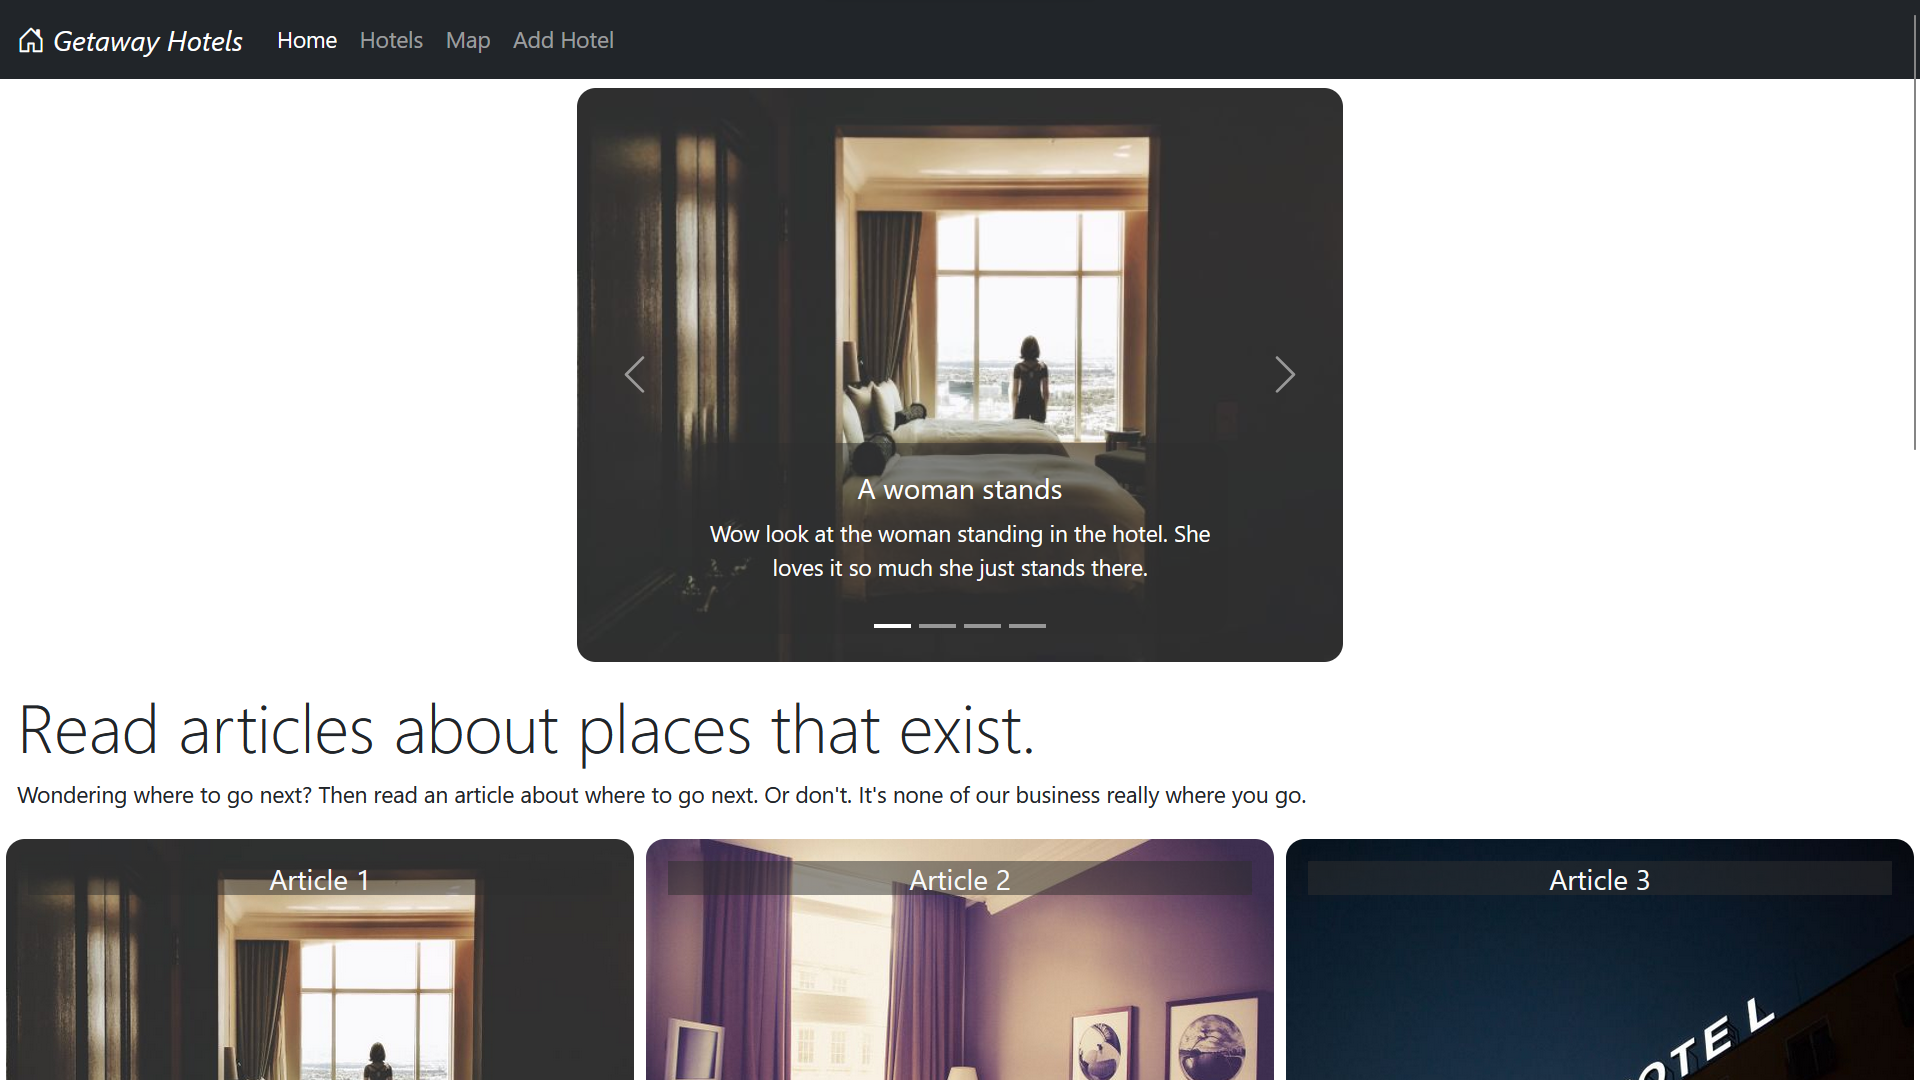 Getaway Hotels Home Hotels Map Add Hotel
A woman stands
Wow look at the woman standing in the hotel. She
loves it so much she just stands there.
Read articles about places that exist.
Wondering where to go next? Then read an article about where to go next. Or don't. It's none of our business really where you go.
Article 1
Article 2
Article 3
OTEL